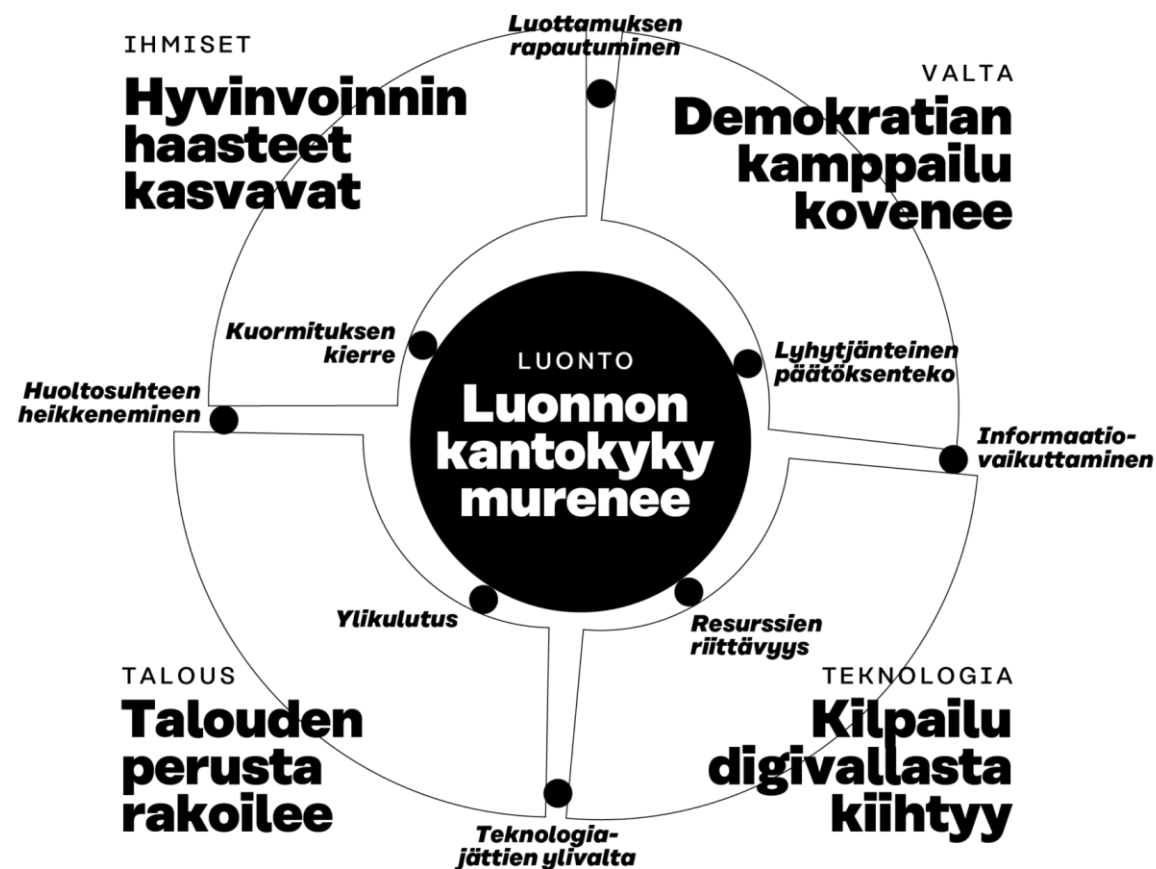 Luottamuksen
rapautuminen
IHMISET
Hyvinvoinnin
haasteet
kasvavat
VALTA
Demokratian
kamppailu
kovenee
Kuormituksen
kierre
Lyhytjänteinen
päätöksenteko
Huoltosuhteen
heikkeneminen
LUONTO
Luonnon
kantokyky
murenee
Informaatio-
vaikuttaminen
Ylikulutus
Resurssien
riittävyys
TALOUS
Talouden
perusta
rakoilee
TEKNOLOGIA
Kilpailu
digivallasta
kiihtyy
Teknologia-
jättien ylivalta